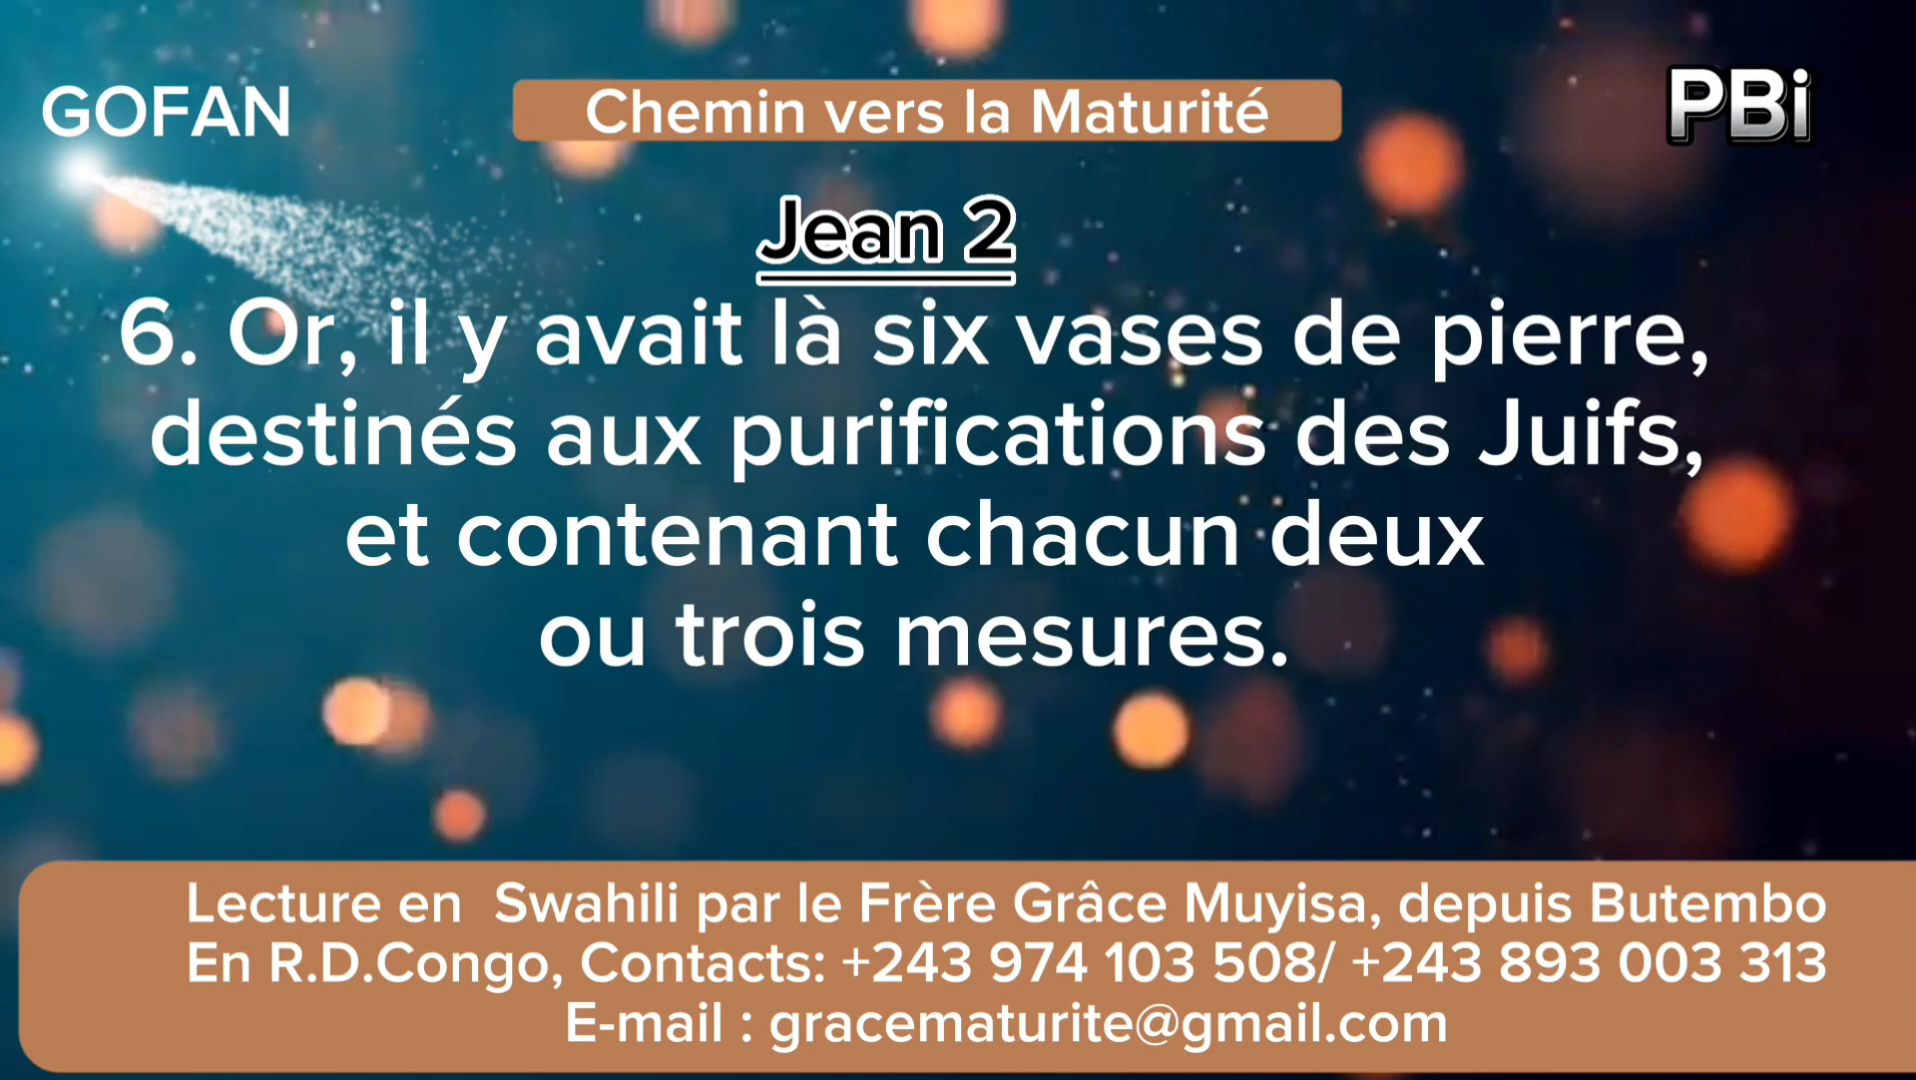 GOFAN
Chemin vers la Maturité
PBi
Jean 2
6. Or, il y avait là six vases de pierre,
destinés aux purifications des Juifs,
et contenant chacun deux
ou trois mesures.
Lecture en  Swahili par le Frère Grâce Muyisa, depuis Butembo
En R.D.Congo, Contacts: +243 974 103 508/ +243 893 003 313
E-mail : gracematurite@gmail.com